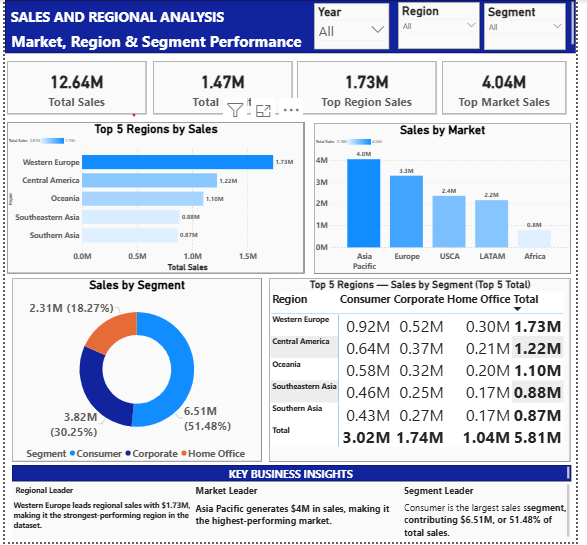 SALES AND REGIONAL ANALYSIS
Market, Region & Segment Performance
Year
All
Region
All
Segment
All
12.64M
Total Sales
1.47M
Total
1.73M
Top Region Sales
4.04M
Top Market Sales
Top 5 Regions by Sales
Total Sales
Western Europe 1.73M
Central America 1.22M
Oceania 1.10M
Southeastern Asia 0.88M
Southern Asia 0.87M
0.0M 0.5M 1.0M 1.5M
Total Sales
Sales by Market
Total Sales
4M
3M
2M
1M
0M
4.0M
3.3M
2.4M
2.2M
0.8M
Asia Pacific
Europe
USCA
LATAM
Africa
Sales by Segment
2.31M (18.27%)
3.82M
(30.25%)
6.51M
(51.48%)
Segment Consumer Corporate Home Office
Top 5 Regions — Sales by Segment (Top 5 Total)
Region Consumer Corporate Home Office Total
Western Europe 0.92M 0.52M 0.30M 1.73M
Central America 0.64M 0.37M 0.21M 1.22M
Oceania 0.58M 0.32M 0.20M 1.10M
Southeastern Asia 0.46M 0.25M 0.17M 0.88M
Southern Asia 0.43M 0.27M 0.17M 0.87M
Total 3.02M 1.74M 1.04M 5.81M
KEY BUSINESS INSIGHTS
Regional Leader
Western Europe leads regional sales with $1.73M,
making it the strongest-performing region in the
dataset.
Market Leader
Asia Pacific generates $4M in sales, making it
the highest-performing market.
Segment Leader
Consumer is the largest sales ssegment,
contributing $6.51M, or 51.48% of
total sales.